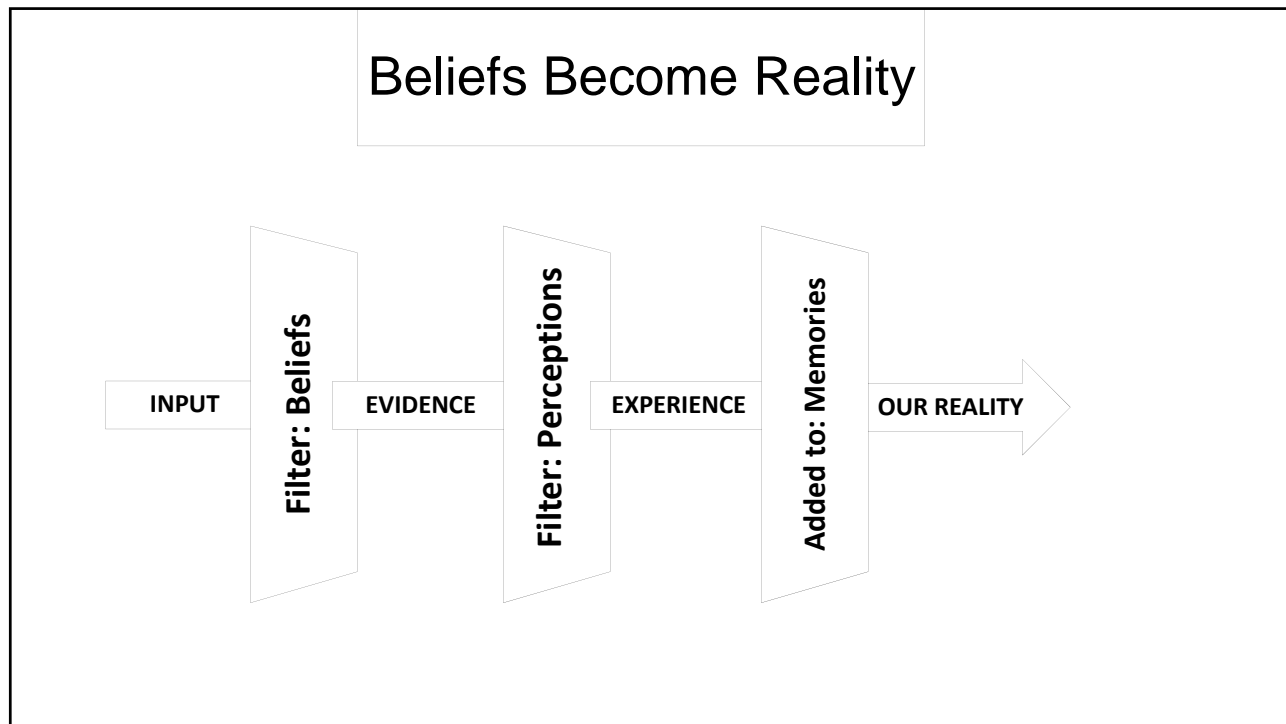 Beliefs Become Reality
INPUT
Filter: Beliefs
EVIDENCE
Filter: Perceptions
EXPERIENCE
Added to: Memories
OUR REALITY